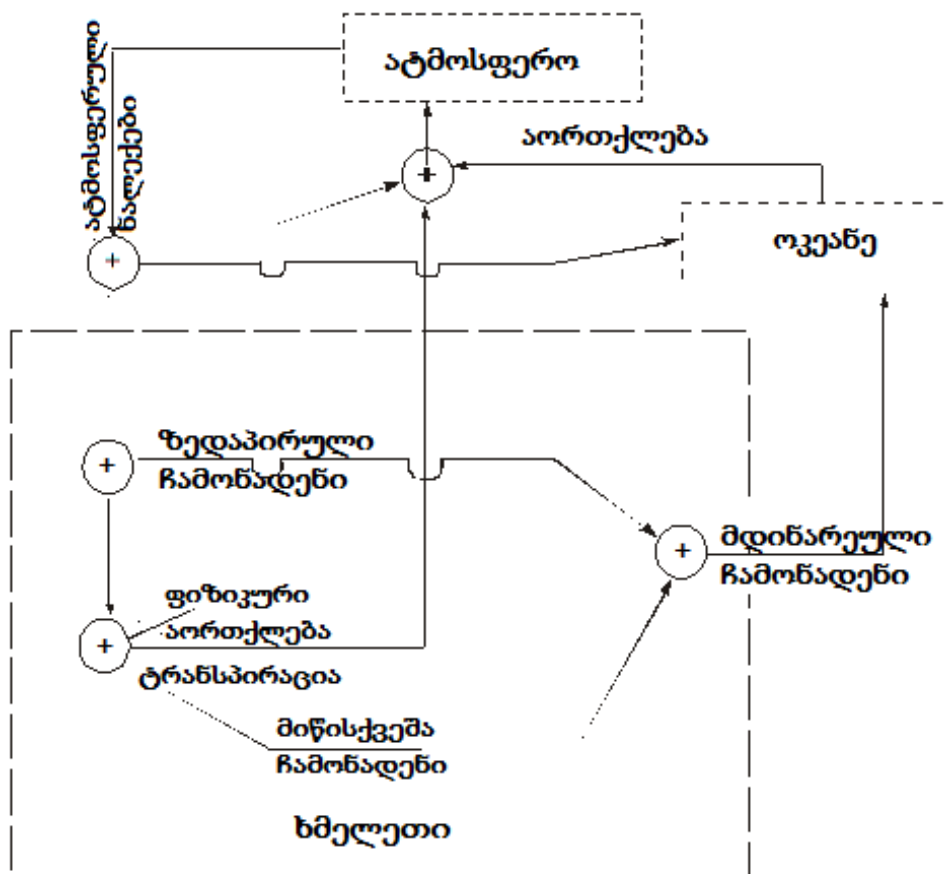 ატმოსფერო
ატმოსფერული
ნალექები
აორთქლება
+
ოკეანე
+
ზედაპირული
+
ჩამონადენი
+
მდინარეული
ჩამონადენი
ფიზიკური
+
აორთქლება
ტრანსპირაცია
მიწისქვეშა
ჩამონადენი
ხმელეთი